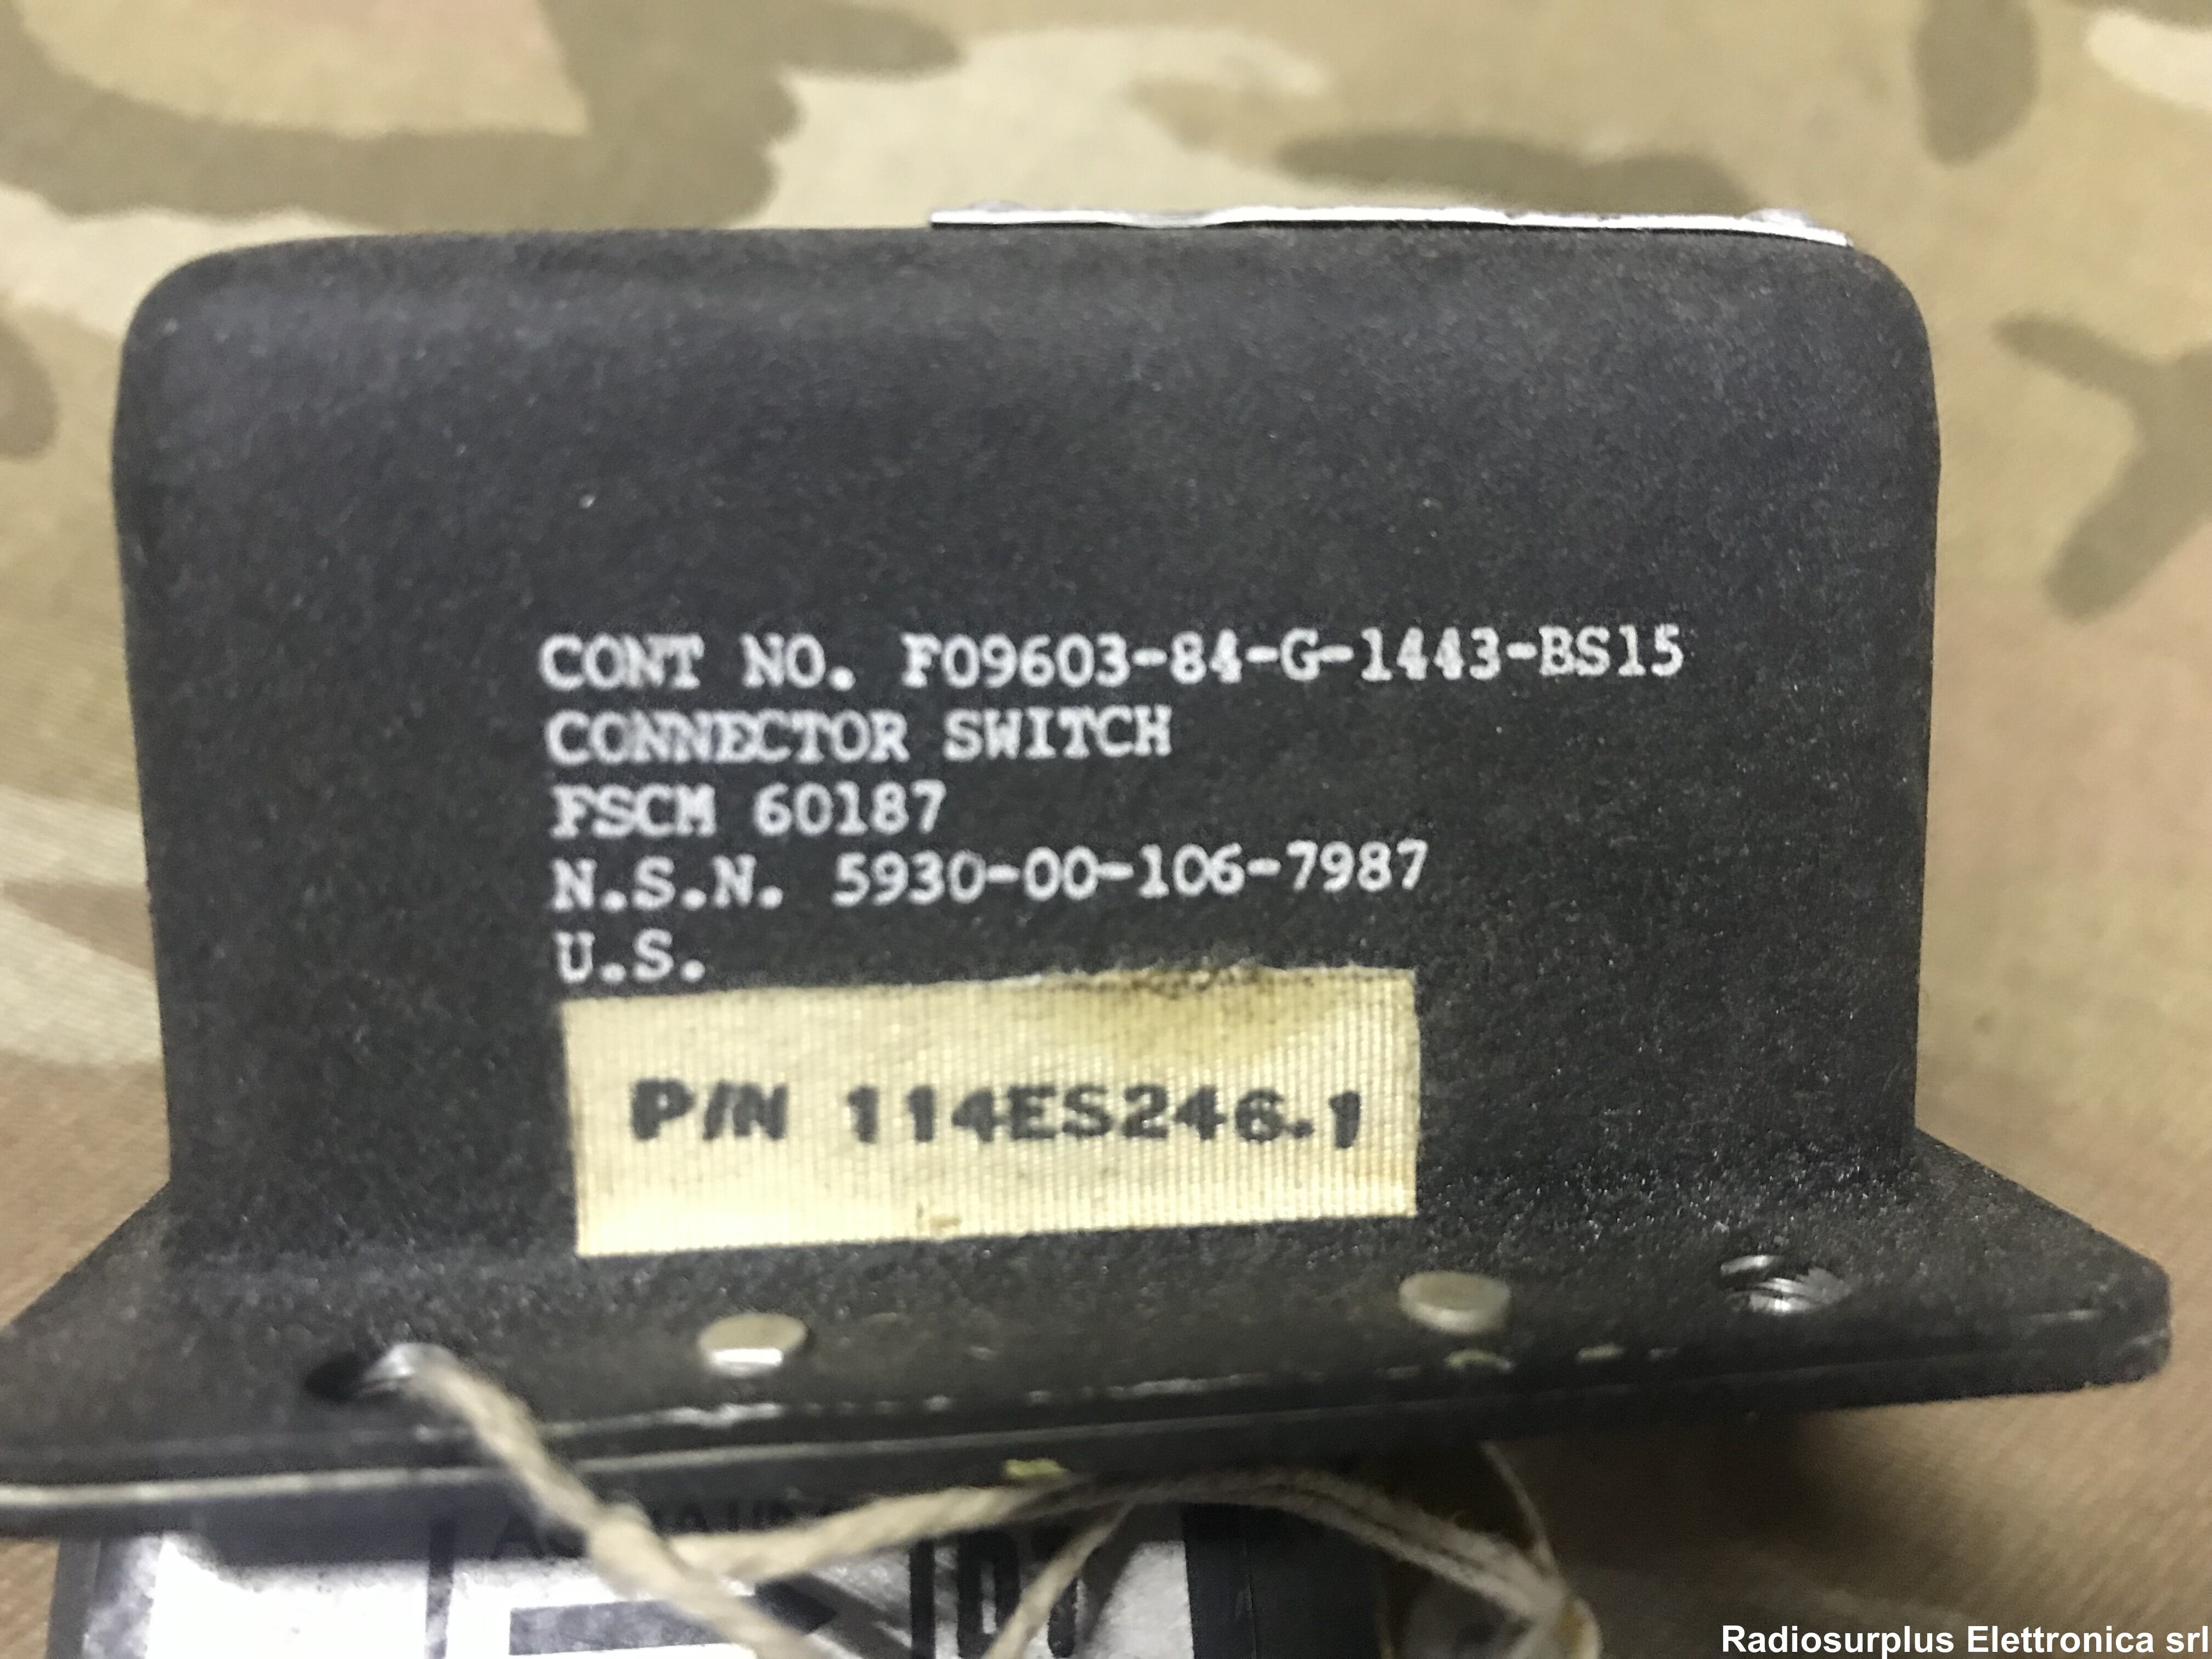 CONT NO. F09603-84-G-1443-BS15
CONNECTOR SWITCH
FSCM 60187
N.S.N. 5930-00-106-7987
U.S.
P/N 114ES246.1
Radiosurplus Elettronica srl